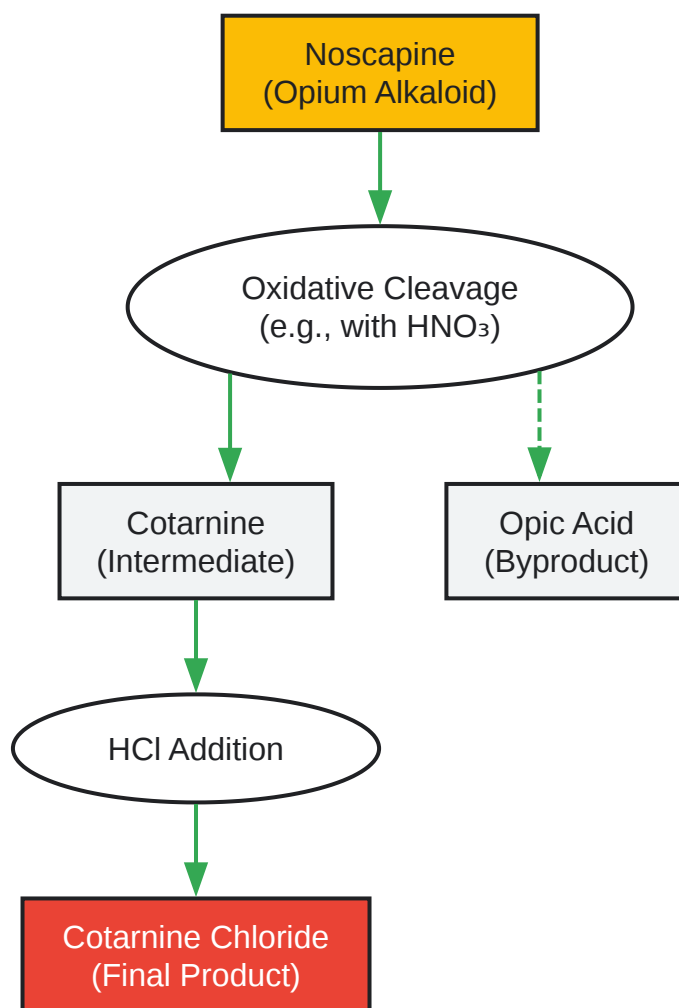 Noscapine
(Opium Alkaloid)
Oxidative Cleavage
(e.g., with HNO₃)
Cotarnine
(Intermediate)
Opic Acid
(Byproduct)
HCl Addition
Cotarnine Chloride
(Final Product)